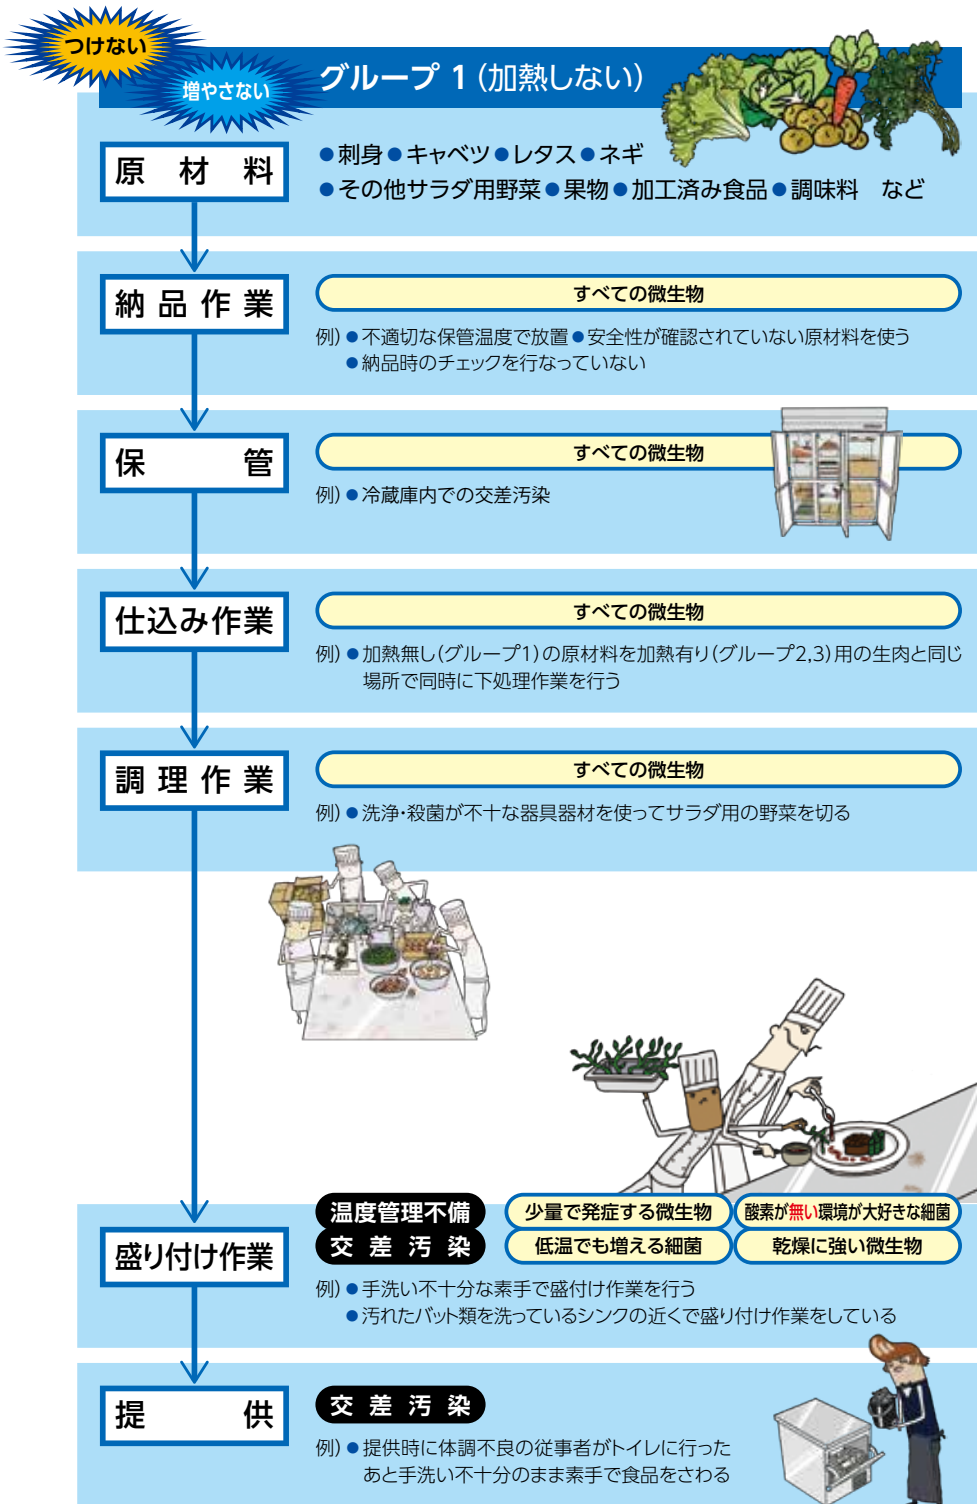 つけない
増やさない
グループ 1（加熱しない）
原材料
●刺身●キャベツ●レタス●ネギ
●その他サラダ用野菜●果物●加工済み食品●調味料　など
納品作業
すべての微生物
例）●不適切な保管温度で放置●安全性が確認されていない原材料を使う
●納品時のチェックを行なっていない
保管
すべての微生物
例）●冷蔵庫内での交差汚染
仕込み作業
すべての微生物
例）●加熱無し（グループ1）の原材料を加熱有り（グループ2,3）用の生肉と同じ
場所で同時に下処理作業を行う
調理作業
すべての微生物
例）●洗浄・殺菌が不十な器具器材を使ってサラダ用の野菜を切る
盛り付け作業
温度管理不備
少量で発症する微生物
酸素が無い環境が大好きな細菌
交差汚染
低温でも増える細菌
乾燥に強い微生物
例）●手洗い不十分な素手で盛付け作業を行う
●汚れたバット類を洗っているシンクの近くで盛り付け作業をしている
提供
交差汚染
例）●提供時に体調不良の従事者がトイレに行った
あと手洗い不十分のまま素手で食品をさわる